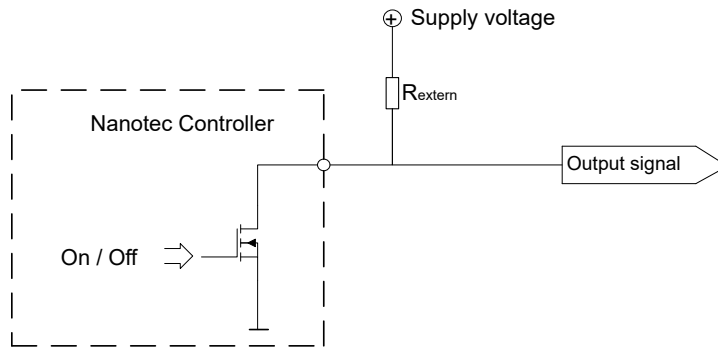 Supply voltage
Rextern
Nanotec Controller
Output signal
On / Off